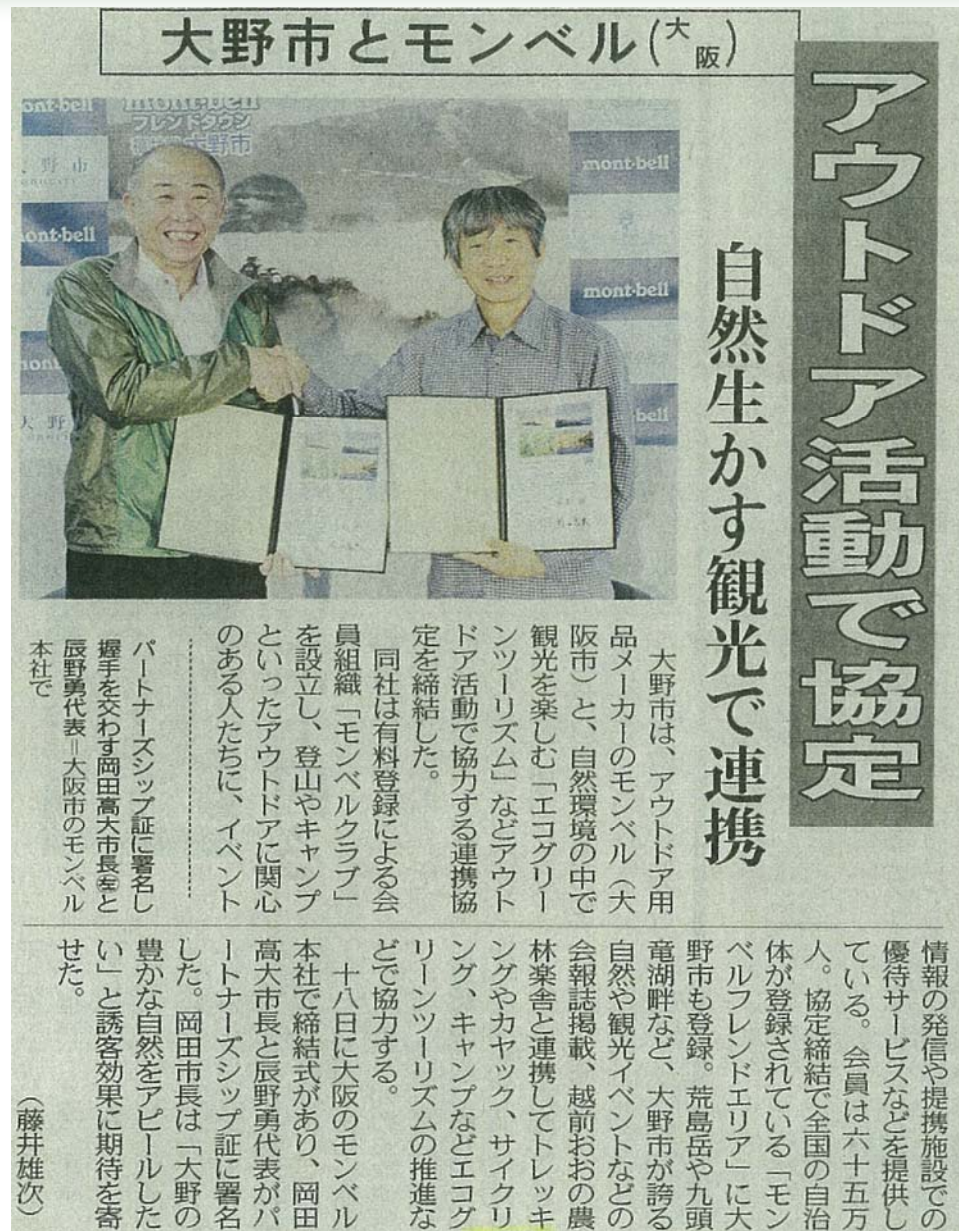 大野市とモンベル(大阪)
アウトドア活動で協定
自然生かす観光で連携
mont-bell
フレンドタウン
大野市
mont-bell
mont-bell
mont-bell
mont-bell
大野市は、アウトドア用
品メーカーのモンベル(大
阪市)と、自然環境の中で
観光を楽しむ「エコグリー
ンツーリズム」などアウト
ドア活動で協力する連携協
定を締結した。
同社は有料登録による会
員組織「モンベルクラブ」
を設立し、登山やキャンプ
といったアウトドアに関心
のある人たちに、イベント
パートナーズシップ証に署名し
握手を交わす岡田高大市長㊧と
辰野勇代表=大阪市のモンベル
本社で
情報の発信や提携施設での
優待サービスなどを提供し
ている。会員は六十五万
人。協定締結で全国の自治
体が登録されている「モン
ベルフレンドエリア」に大
野市も登録。荒島岳や九頭
竜湖畔など、大野市が誇る
自然や観光イベントなどの
会報誌掲載、越前おおの農
林楽舎と連携してトレッキ
ングやカヤック、サイクリ
ング、キャンプなどエコグ
リーンツーリズムの推進な
どで協力する。
十八日に大阪のモンベル
本社で締結式があり、岡田
高大市長と辰野勇代表がパ
ートナーズシップ証に署名
した。岡田市長は「大野の
豊かな自然をアピールした
い」と誘客効果に期待を寄
せた。
(藤井雄次)